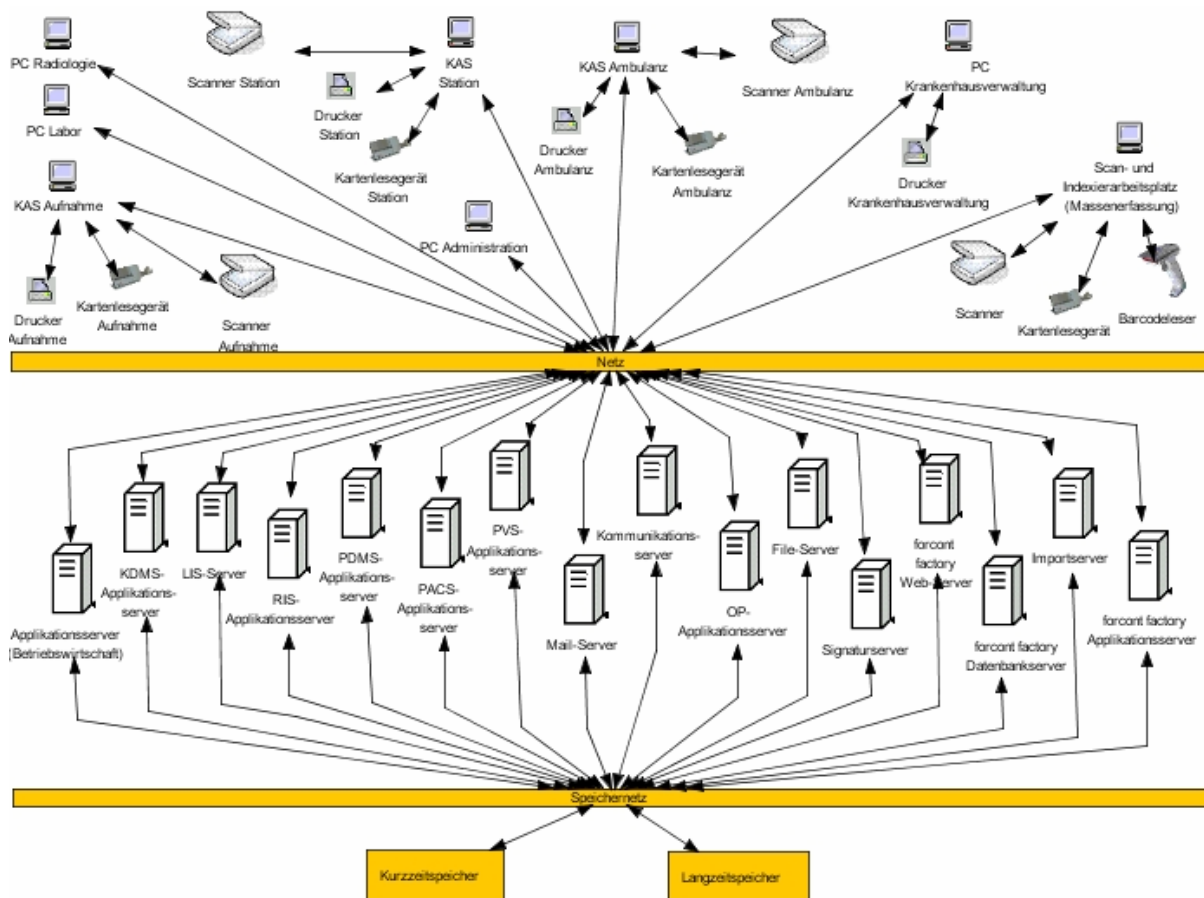 PC Radiologie
Scanner Station
KAS
Station
KAS Ambulanz
Scanner Ambulanz
PC
Krankenhausverwaltung
PC Labor
Drucker
Station
Kartenlesegerät
Station
Drucker
Ambulanz
Kartenlesegerät
Ambulanz
Drucker
Krankenhausverwaltung
Scan- und
Indexierarbeitsplatz
(Massenerfassung)
KAS Aufnahme
PC Administration
Drucker
Aufnahme
Kartenlesegerät
Aufnahme
Scanner
Aufnahme
Scanner
Kartenlesegerät
Barcodeleser
Netz
Applikationsserver
(Betriebswirtschaft)
KDMS-
Applikations-
server
LIS-Server
RIS-
Applikationsserver
PDMS-
Applikations-
server
PACS-
Applikations-
server
PVS-
Applikations-
server
Mail-Server
Kommunikations-
server
OP-
Applikationsserver
File-Server
Signaturserver
forcont
factory
Web-Server
forcont factory
Datenbankserver
Importserver
forcont factory
Applikationsserver
Speichernetz
Kurzzeitspeicher
Langzeitspeicher